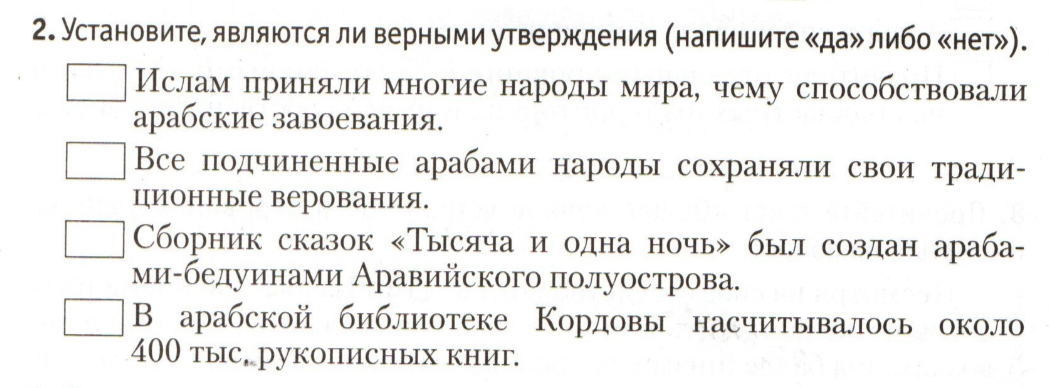 2. Установите, являются ли верными утверждения (напишите «да» либо «нет»).
Ислам приняли многие народы мира, чему способствовали
арабские завоевания.
Все подчиненные арабами народы сохраняли свои тради-
ционные верования.
Сборник сказок «Тысяча и одна ночь» был создан араба-
ми-бедуинами Аравийского полуострова.
В арабской библиотеке Кордовы насчитывалось около
400 тыс. рукописных книг.